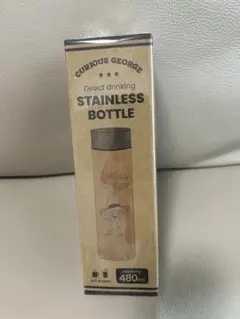 CURIOUS GEORGE
Direct drinking
STAINLESS
BOTTLE
480ml